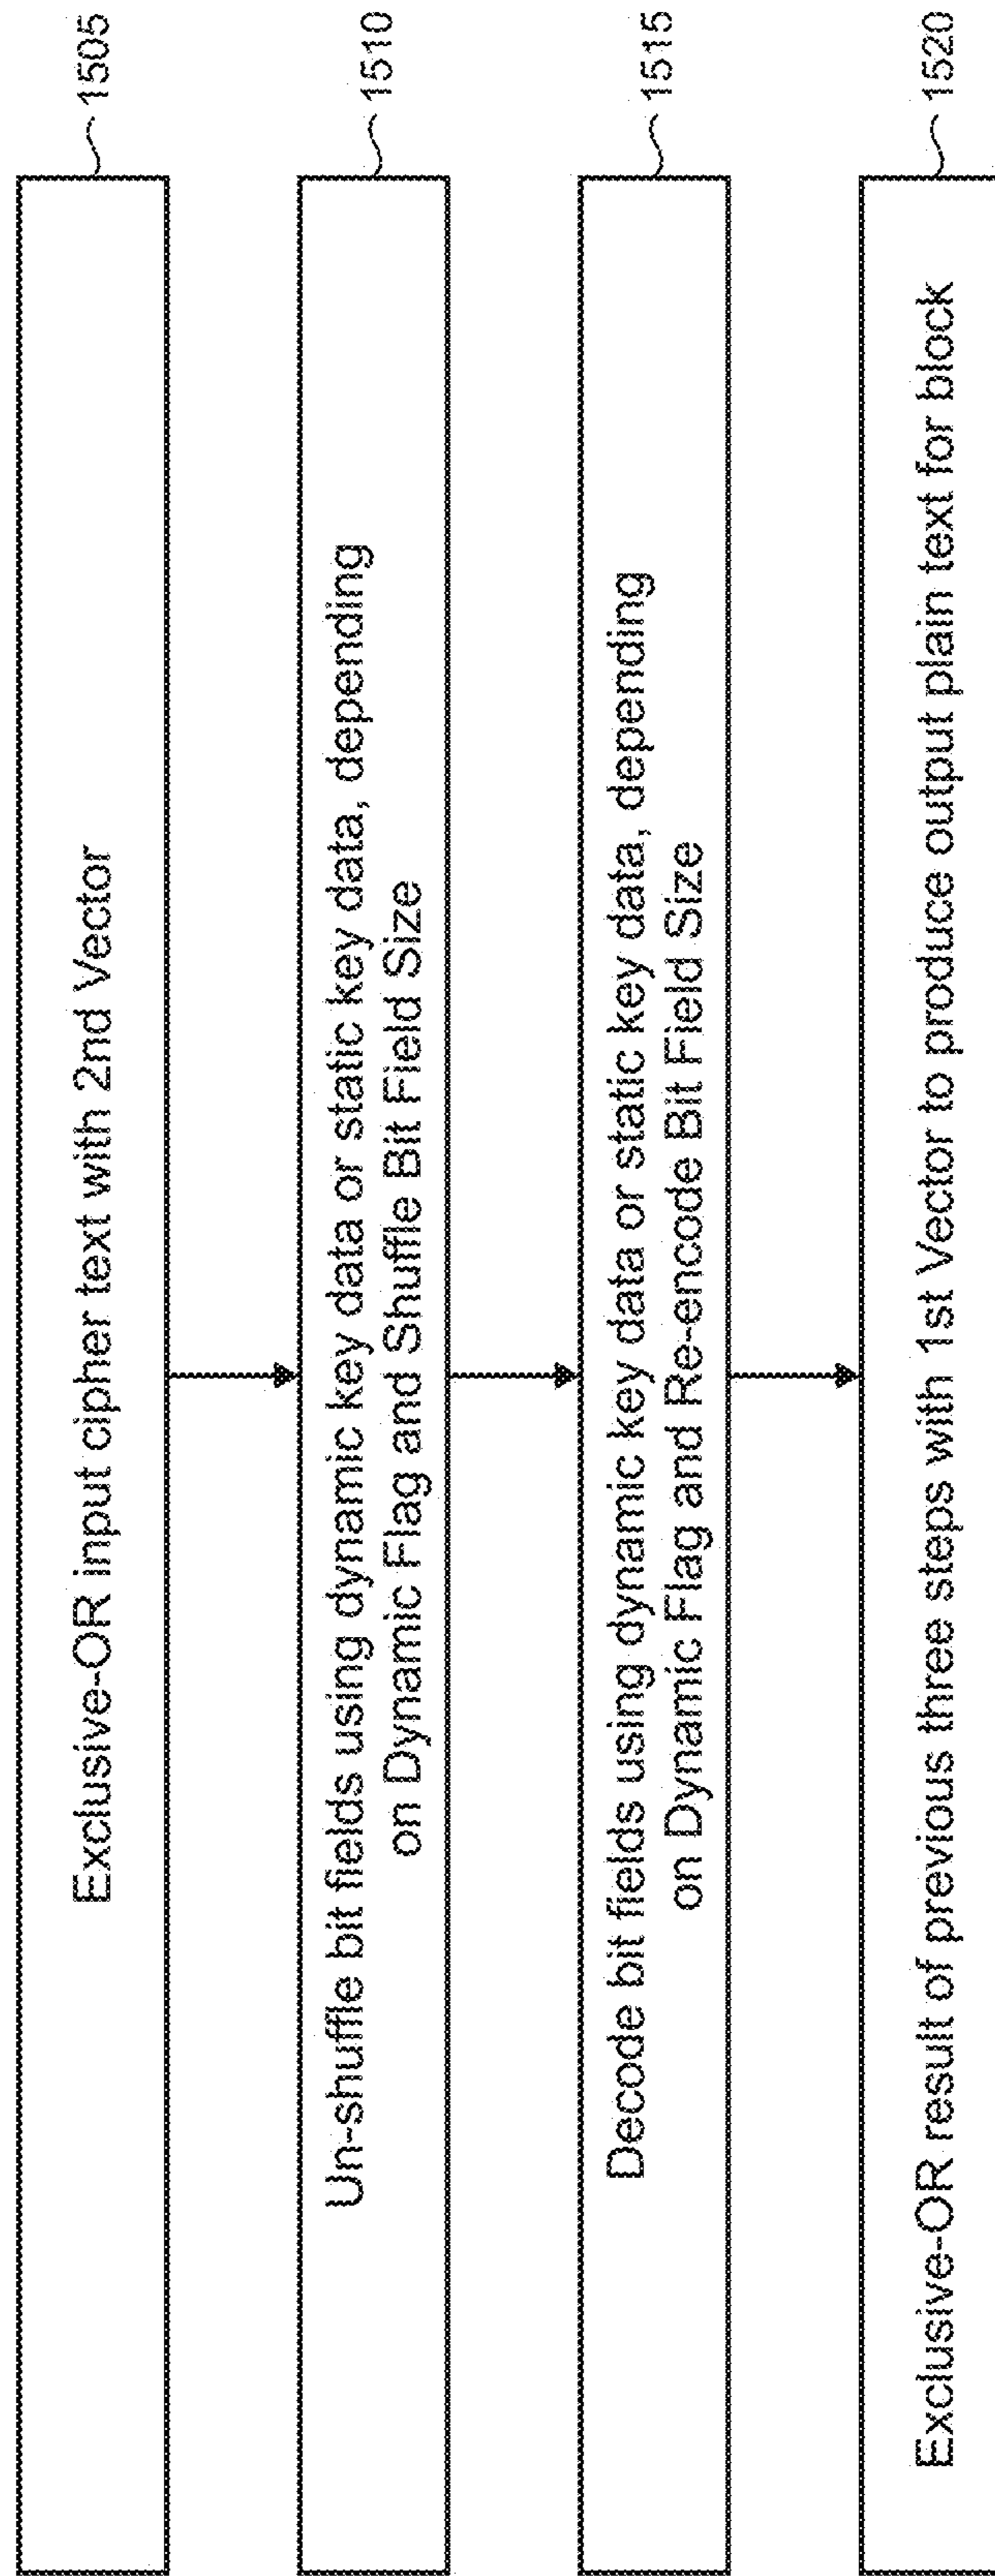 Exclusive-OR input cipher text with 2nd Vector
1505
Un-shuffle bit fields using dynamic key data or static key data, depending
on Dynamic Flag and Shuffle Bit Field Size
1510
Decode bit fields using dynamic key data or static key data, depending
on Dynamic Flag and Re-encode Bit Field Size
1515
Exclusive-OR result of previous three steps with 1st Vector to produce output plain text for block
1520